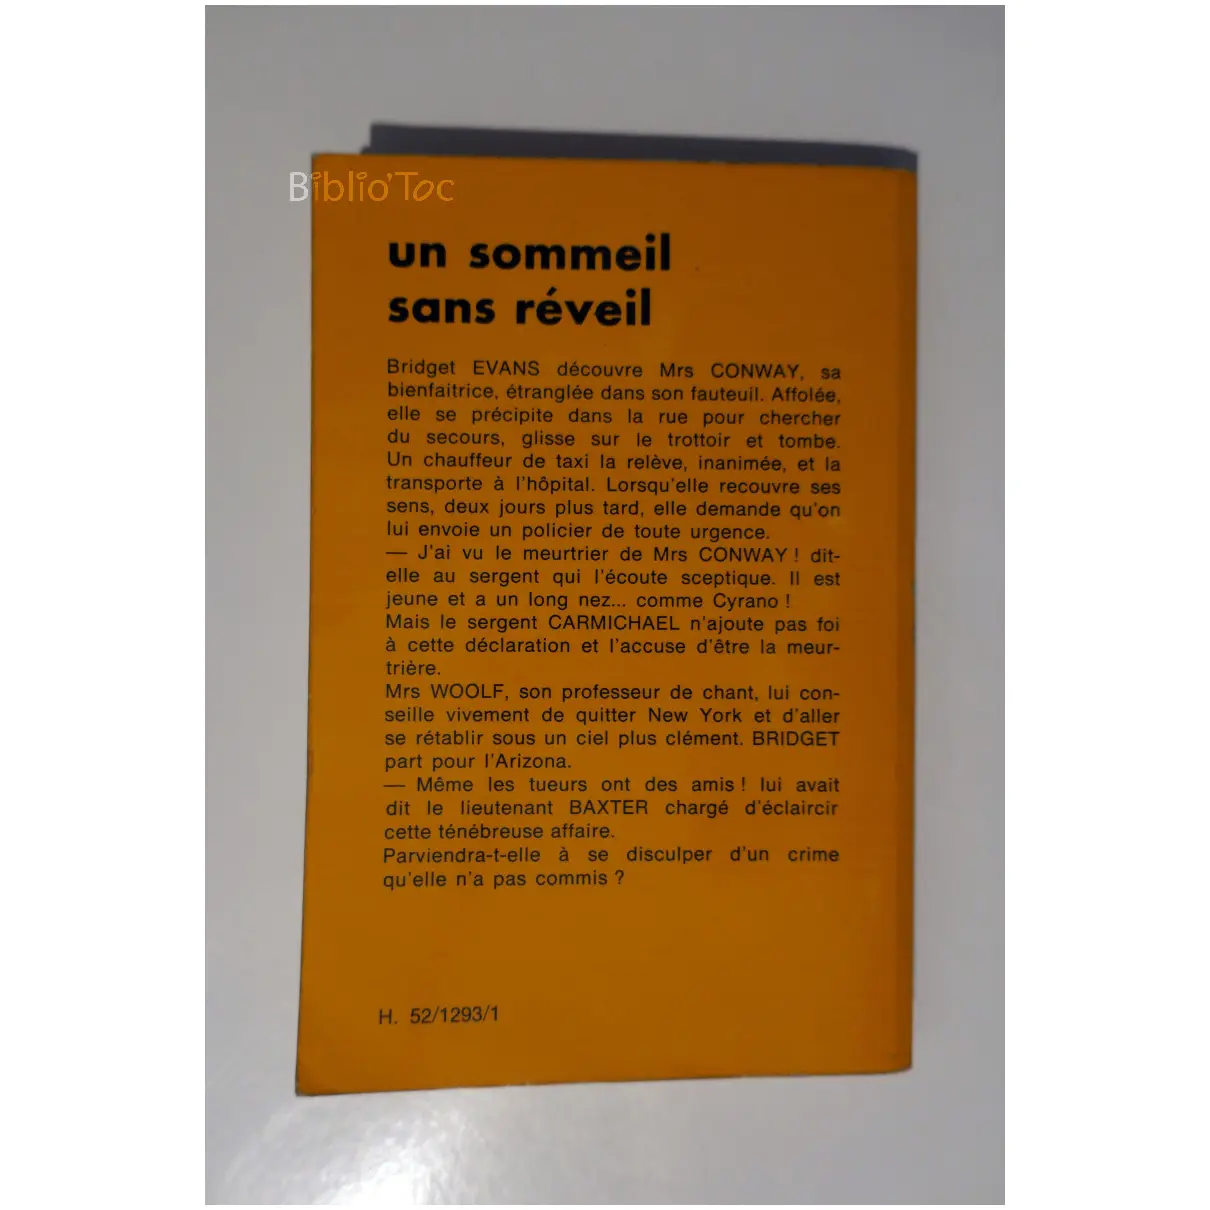 Biblio'Toc
un sommeil
sans réveil
Bridget EVANS découvre Mrs CONWAY, sa
bienfaitrice, étranglée dans son fauteuil. Affolée,
elle se précipite dans la rue pour chercher
du secours, glisse sur le trottoir et tombe.
Un chauffeur de taxi la relève, inanimée, et la
transporte à l'hôpital. Lorsqu'elle recouvre ses
sens, deux jours plus tard, elle demande qu'on
lui envoie un policier de toute urgence.
— J'ai vu le meurtrier de Mrs CONWAY ! dit-
elle au sergent qui l'écoute sceptique. Il est
jeune et a un long nez... comme Cyrano !
Mais le sergent CARMICHAEL n'ajoute pas foi
à cette déclaration et l'accuse d'être la meur-
trière.
Mrs WOOLF, son professeur de chant, lui con-
seille vivement de quitter New York et d'aller
se rétablir sous un ciel plus clément. BRIDGET
part pour l'Arizona.
— Même les tueurs ont des amis ! lui avait
dit le lieutenant BAXTER chargé d'éclaircir
cette ténébreuse affaire.
Parviendra-t-elle à se disculper d'un crime
qu'elle n'a pas commis ?
H. 52/1293/1